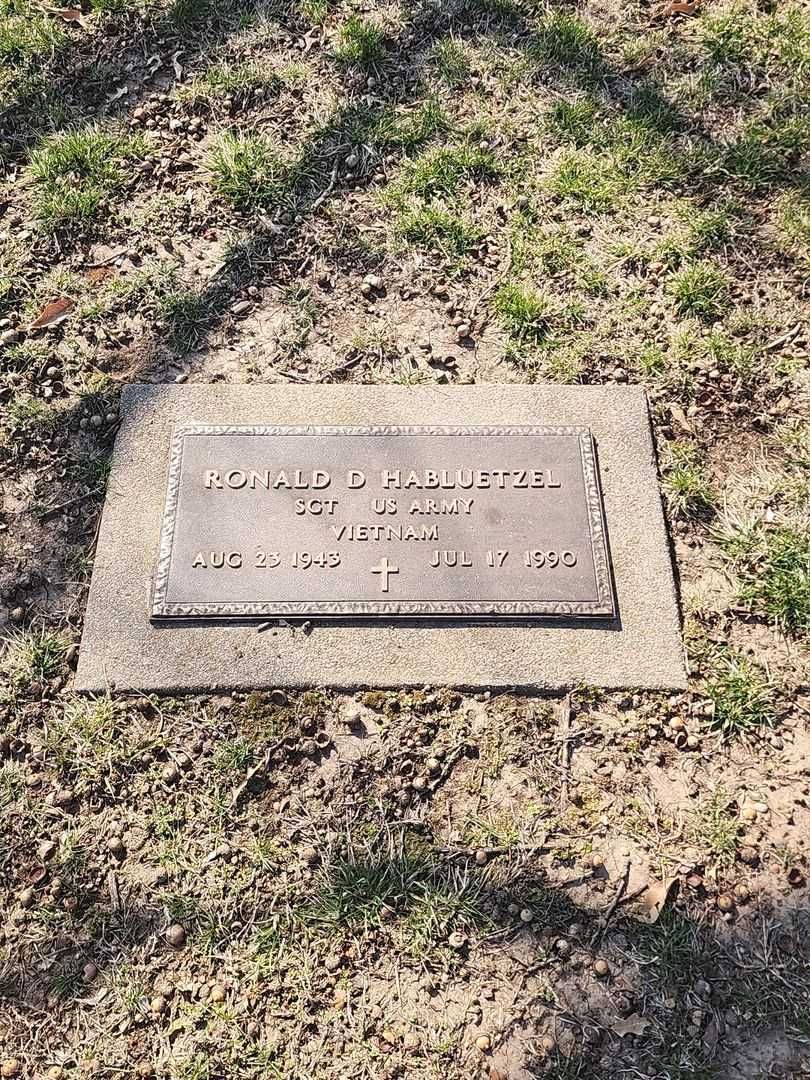 RONALD D HABLUETZEL
SGT US ARMY
VIETNAM
AUG 23 1943 JUL 17 1990